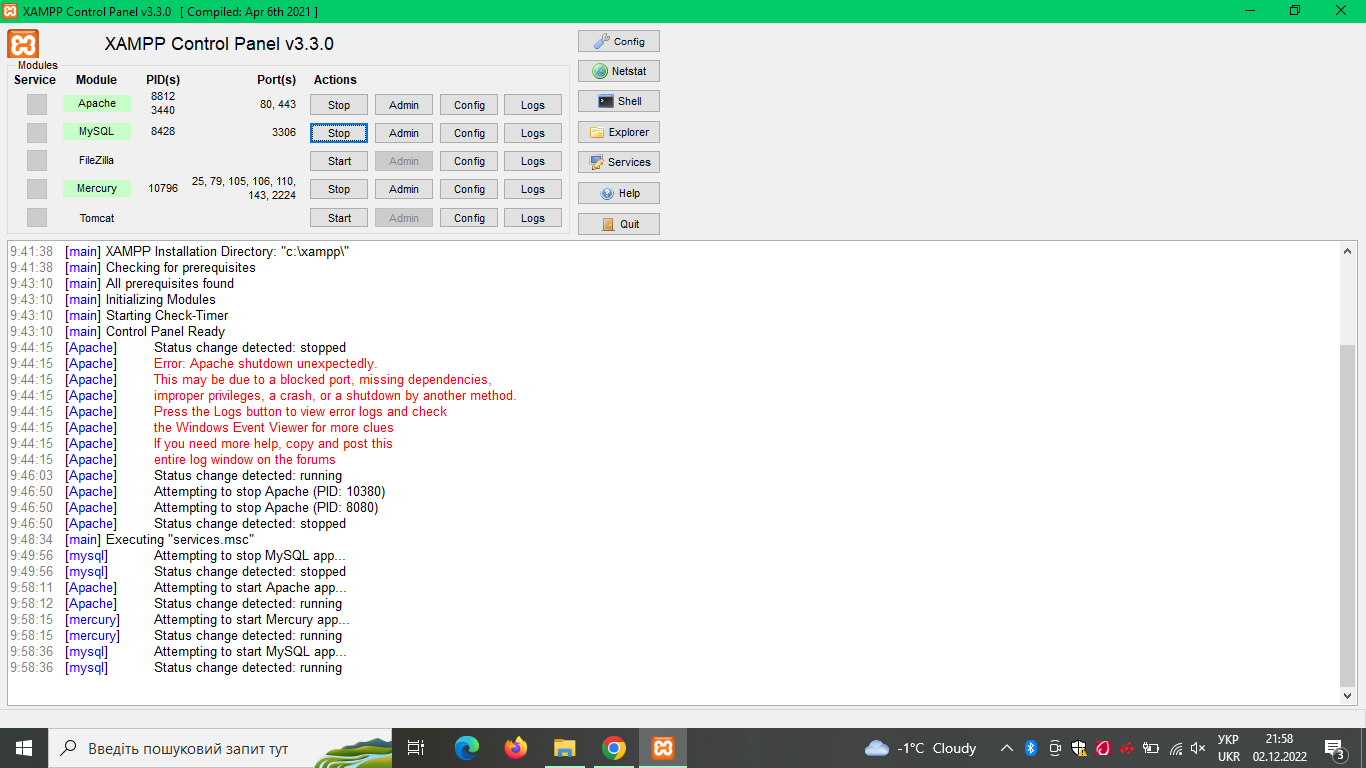 XAMPP Control Panel v3.3.0 [ Compiled: Apr 6th 2021 ]
XAMPP Control Panel v3.3.0
Config
Modules
Service Module PID(s) Port(s) Actions
Netstat
Apache 8812 3440 80, 443 Stop Admin Config Logs
Shell
MySQL 8428 3306 Stop Admin Config Logs
Explorer
FileZilla Start Admin Config Logs
Services
Mercury 10796 25, 79, 105, 106, 110, 143, 2224 Stop Admin Config Logs
Help
Tomcat Start Admin Config Logs
Quit
9:41:38 [main] XAMPP Installation Directory: "c:\xampp\"
9:41:38 [main] Checking for prerequisites
9:43:10 [main] All prerequisites found
9:43:10 [main] Initializing Modules
9:43:10 [main] Starting Check-Timer
9:43:10 [main] Control Panel Ready
9:44:15 [Apache] Status change detected: stopped
9:44:15 [Apache] Error: Apache shutdown unexpectedly.
9:44:15 [Apache] This may be due to a blocked port, missing dependencies,
9:44:15 [Apache] improper privileges, a crash, or a shutdown by another method.
9:44:15 [Apache] Press the Logs button to view error logs and check
9:44:15 [Apache] the Windows Event Viewer for more clues
9:44:15 [Apache] If you need more help, copy and post this
9:44:15 [Apache] entire log window on the forums
9:46:03 [Apache] Status change detected: running
9:46:50 [Apache] Attempting to stop Apache (PID: 10380)
9:46:50 [Apache] Attempting to stop Apache (PID: 8080)
9:46:50 [Apache] Status change detected: stopped
9:48:34 [main] Executing "services.msc"
9:49:56 [mysql] Attempting to stop MySQL app...
9:49:56 [mysql] Status change detected: stopped
9:58:11 [Apache] Attempting to start Apache app...
9:58:12 [Apache] Status change detected: running
9:58:15 [mercury] Attempting to start Mercury app...
9:58:15 [mercury] Status change detected: running
9:58:36 [mysql] Attempting to start MySQL app...
9:58:36 [mysql] Status change detected: running
Введіть пошуковий запит тут
-1°C Cloudy
УКР
UKR
21:58
02.12.2022
3